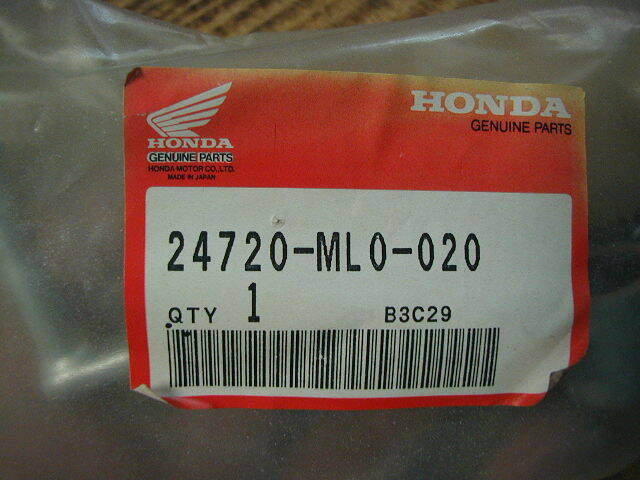 HONDA
GENUINE PARTS
HONDA
GENUINE PARTS
HONDA MOTOR CO.,LTD.
MADE IN JAPAN
24720-ML0-020
QTY 1 B3C29